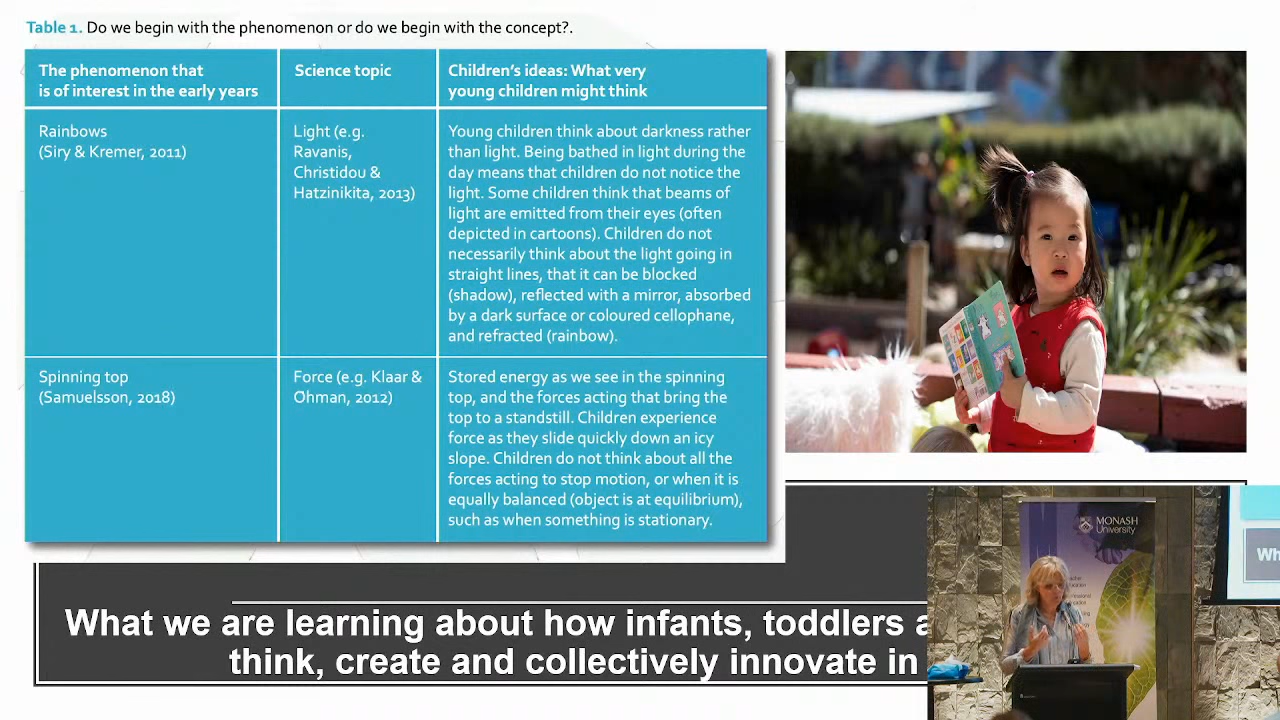 Table 1. Do we begin with the phenomenon or do we begin with the concept?.
The phenomenon that
is of interest in the early years
Science topic
Children's ideas: What very
young children might think
Rainbows
(Siry & Kremer, 2011)
Light (e.g.
Ravanis,
Christidou &
Hatzinikita, 2013)
Young children think about darkness rather
than light. Being bathed in light during the
day means that children do not notice the
light. Some children think that beams of
light are emitted from their eyes (often
depicted in cartoons). Children do not
necessarily think about the light going in
straight lines, that it can be blocked
(shadow), reflected with a mirror, absorbed
by a dark surface or coloured cellophane,
and refracted (rainbow).
Spinning top
(Samuelsson, 2018)
Force (e.g. Klaar &
Ohman, 2012)
Stored energy as we see in the spinning
top, and the forces acting that bring the
top to a standstill. Children experience
force as they slide quickly down an icy
slope. Children do not think about all the
forces acting to stop motion, or when it is
equally balanced (object is at equilibrium),
such as when something is stationary.
What we are learning about how infants, toddlers a
think, create and collectively innovate in
MONASH
University
Wh